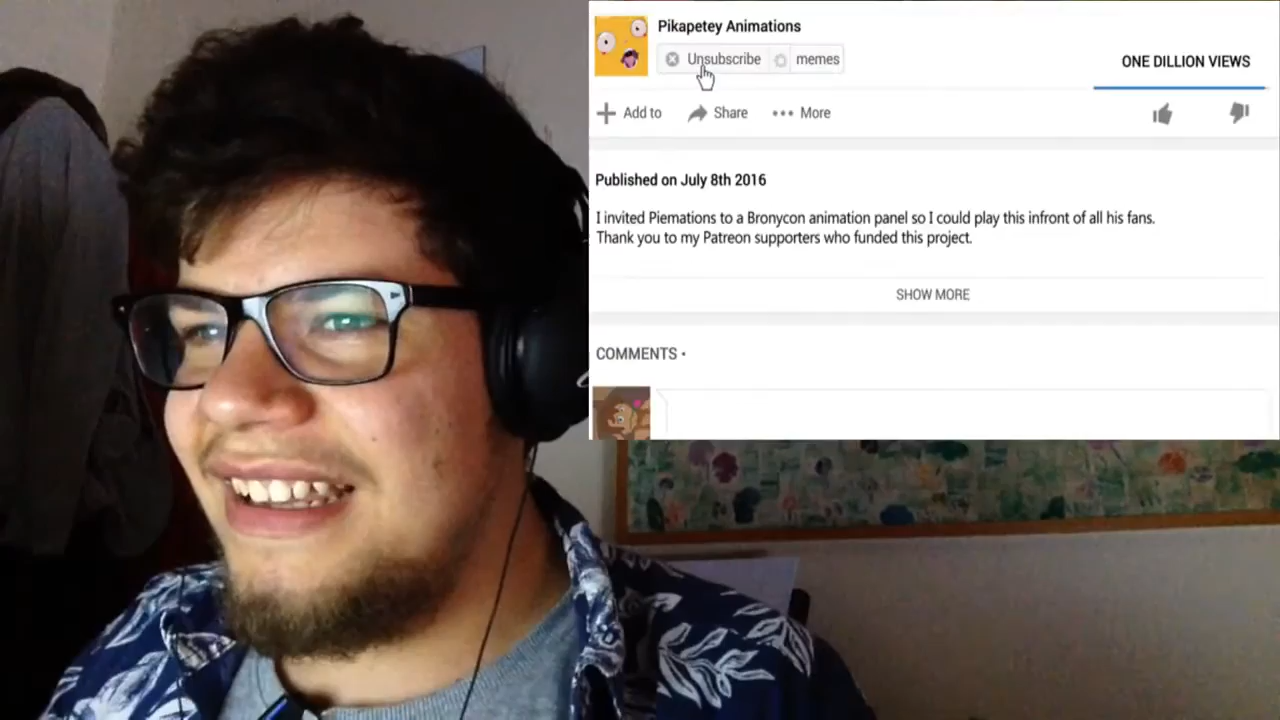 Pikapetey Animations
Unsubscribe memes
ONE DILLION VIEWS
Add to Share More
Published on July 8th 2016
I invited Piemations to a Bronycon animation panel so I could play this infront of all his fans.
Thank you to my Patreon supporters who funded this project.
SHOW MORE
COMMENTS •